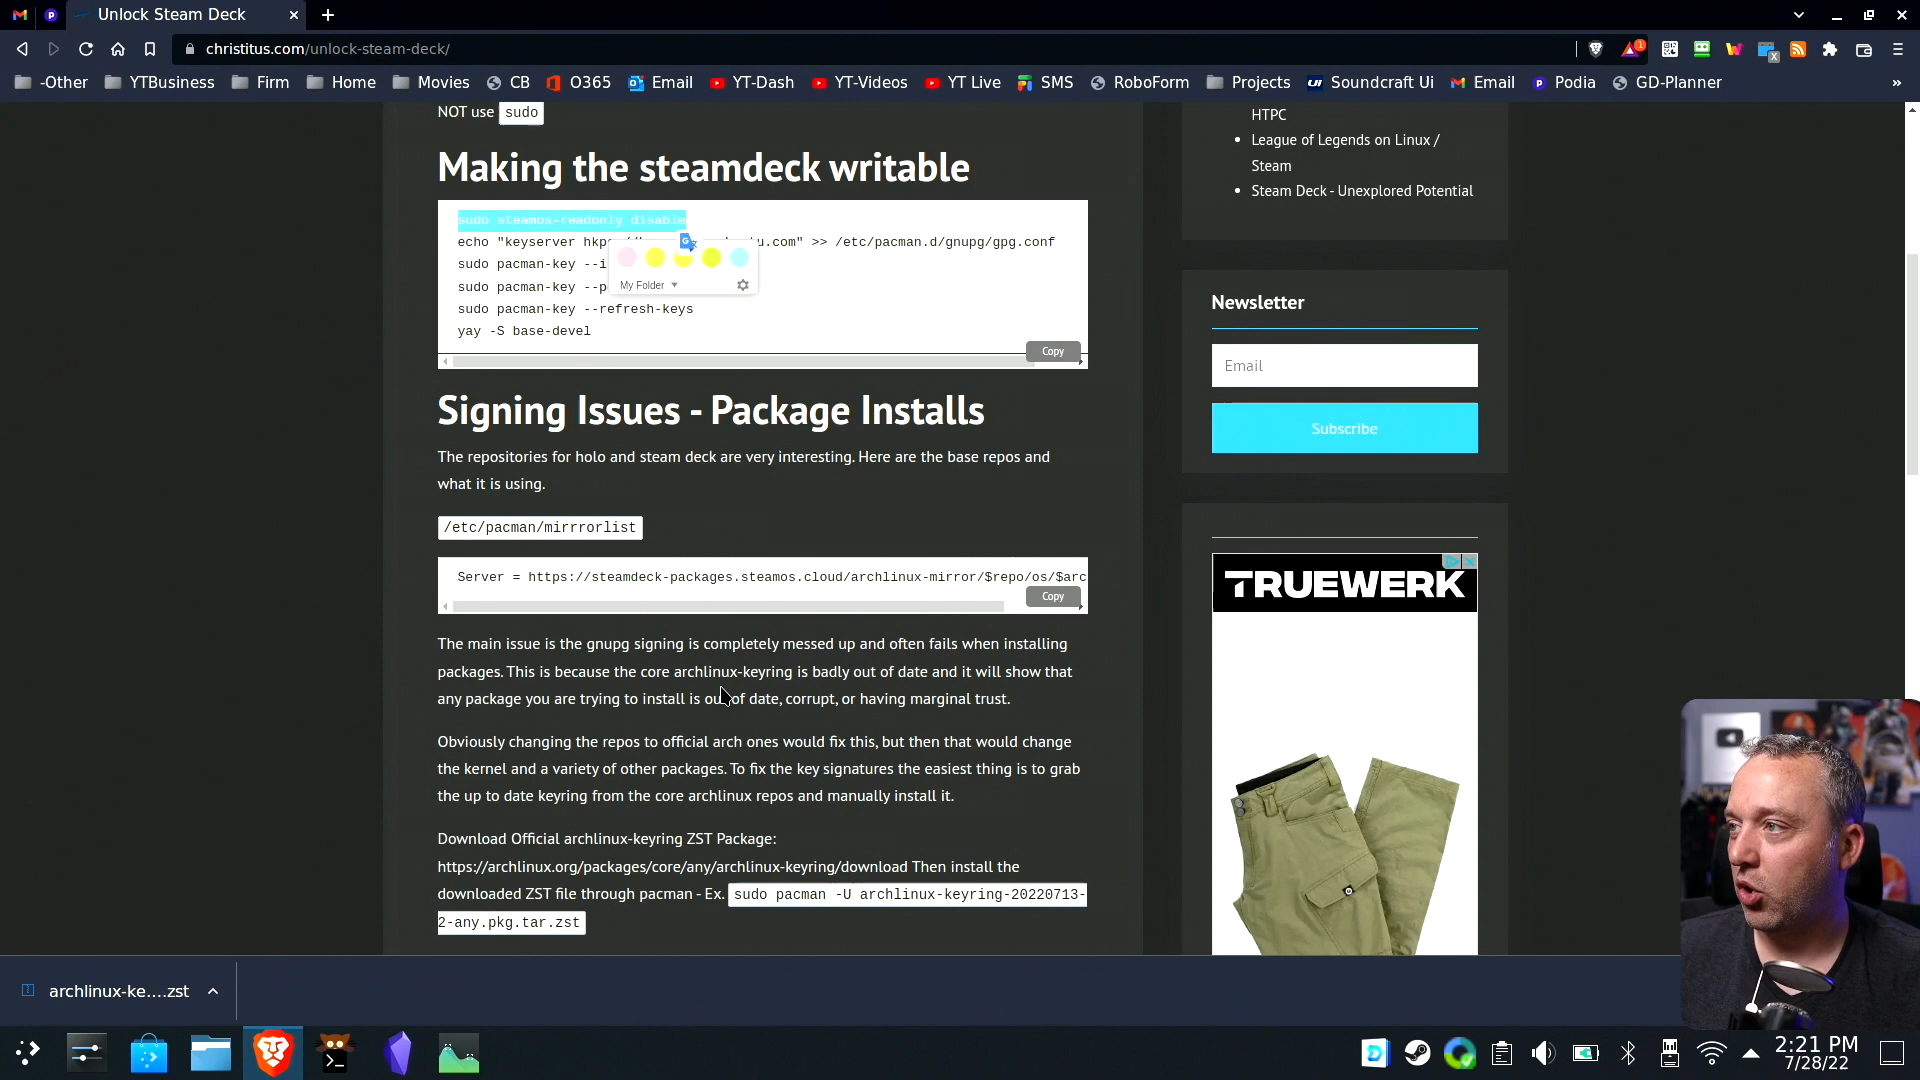 Unlock Steam Deck
christitus.com/unlock-steam-deck/
-Other YTBusiness Firm Home Movies CB O365 Email YT-Dash YT-Videos YT Live SMS RoboForm Projects Soundcraft Ui Email Podia GD-Planner »
NOT use sudo
Making the steamdeck writable
sudo steamos-readonly disable
echo "keyserver hkps u.com" >> /etc/pacman.d/gnupg/gpg.conf
sudo pacman-key --i
sudo pacman-key --p
My Folder
sudo pacman-key --refresh-keys
yay -S base-devel
Copy
Signing Issues - Package Installs
The repositories for holo and steam deck are very interesting. Here are the base repos and
what it is using.
/etc/pacman/mirrrorlist
Server = https://steamdeck-packages.steamos.cloud/archlinux-mirror/$repo/os/$arc
Copy
The main issue is the gnupg signing is completely messed up and often fails when installing
packages. This is because the core archlinux-keyring is badly out of date and it will show that
any package you are trying to install is out of date, corrupt, or having marginal trust.
Obviously changing the repos to official arch ones would fix this, but then that would change
the kernel and a variety of other packages. To fix the key signatures the easiest thing is to grab
the up to date keyring from the core archlinux repos and manually install it.
Download Official archlinux-keyring ZST Package:
https://archlinux.org/packages/core/any/archlinux-keyring/download Then install the
downloaded ZST file through pacman - Ex. sudo pacman -U archlinux-keyring-20220713-
2-any.pkg.tar.zst
HTPC
League of Legends on Linux /
Steam
Steam Deck - Unexplored Potential
Newsletter
Email
Subscribe
TRUEWERK
archlinux-ke....zst
2:21 PM
7/28/22